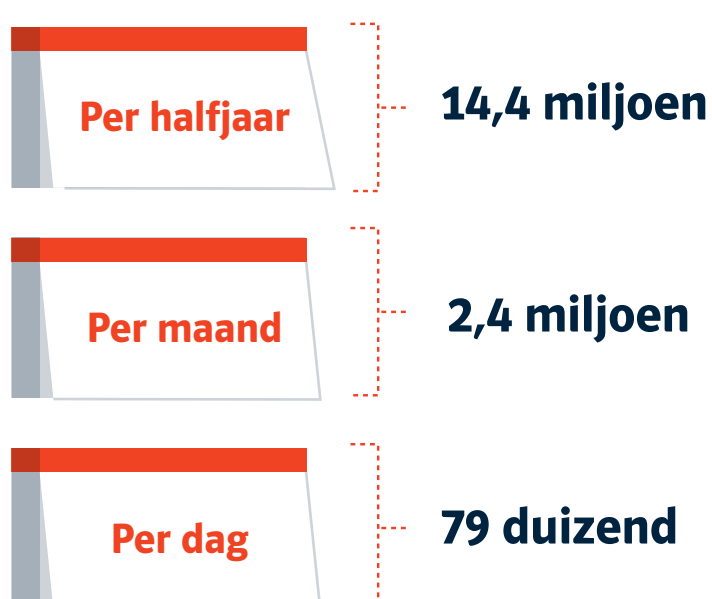 Per halfjaar
14,4 miljoen
Per maand
2,4 miljoen
Per dag
79 duizend